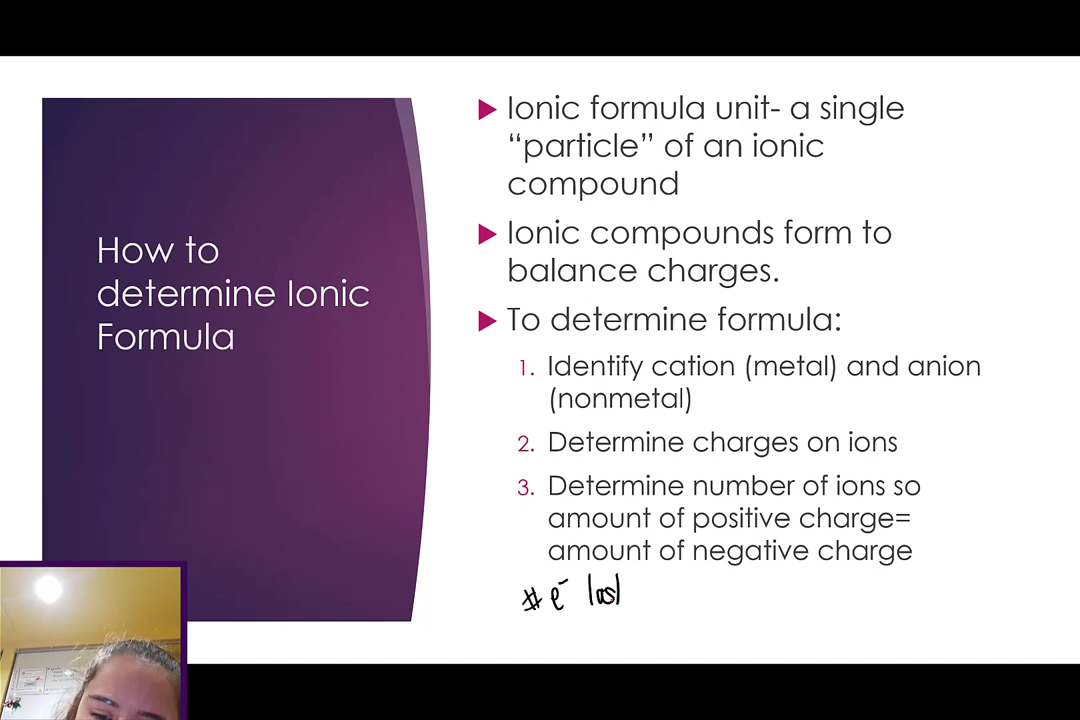 How to
determine Ionic
Formula
Ionic formula unit- a single
“particle” of an ionic
compound
Ionic compounds form to
balance charges.
To determine formula:
1. Identify cation (metal) and anion
(nonmetal)
2. Determine charges on ions
3. Determine number of ions so
amount of positive charge=
amount of negative charge
# e⁻